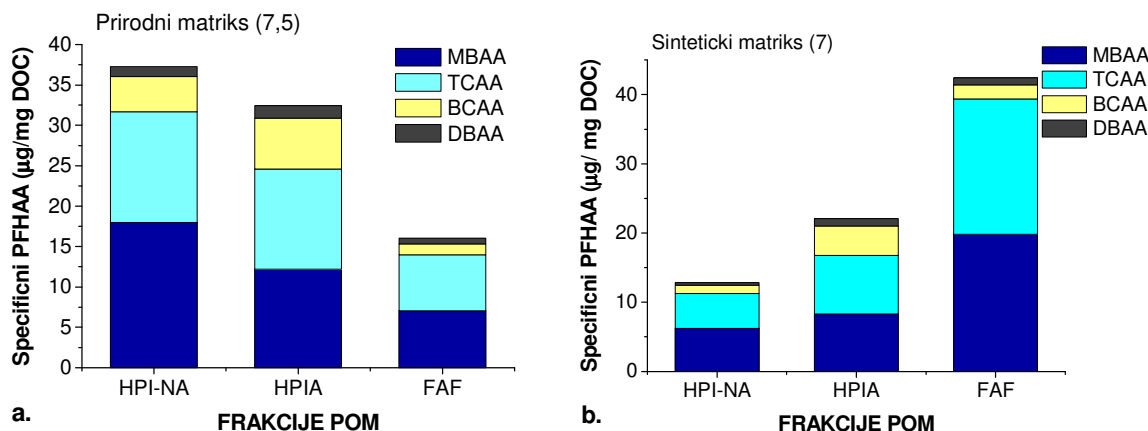 Prirodni matriks (7,5)
Specificni PFHAA (µg/mg DOC)
40
35
30
25
20
15
10
5
0
MBAA
TCAA
BCAA
DBAA
HPI-NA HPIA FAF
a.
FRAKCIJE POM
Sinteticki matriks (7)
Specificni PFHAA (µg/ mg DOC)
40
30
20
10
0
MBAA
TCAA
BCAA
DBAA
HPI-NA HPIA FAF
b.
FRAKCIJE POM